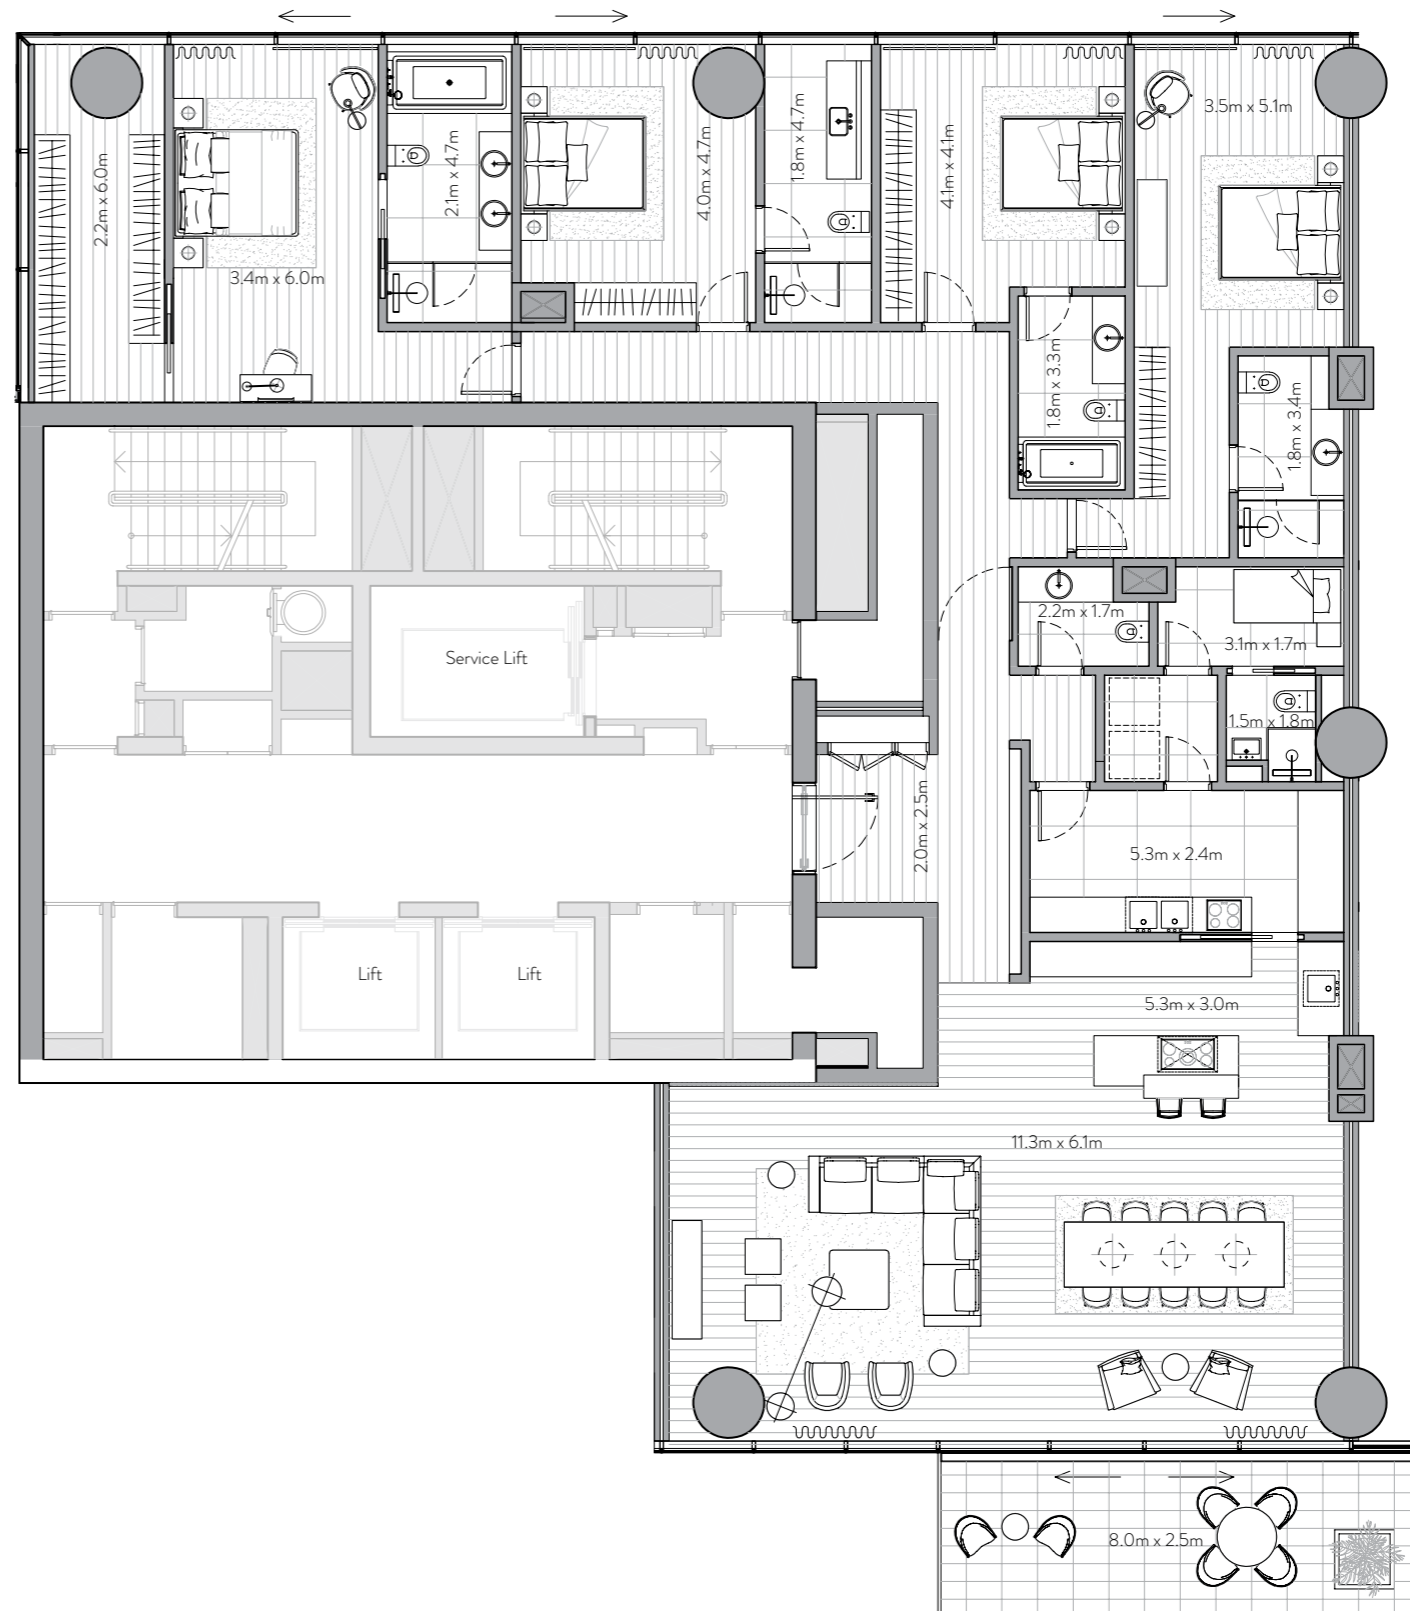 3.5m x 5.1m
2.2m x 6.0m
2.1m x 4.7m
4.0m x 4.7m
1.8m x 4.7m
4.1m x 4.1m
3.4m x 6.0m
1.8m x 3.3m
1.8m x 3.4m
2.2m x 1.7m
3.1m x 1.7m
Service Lift
1.5m x 1.8m
2.0m x 2.5m
5.3m x 2.4m
Lift
Lift
5.3m x 3.0m
11.3m x 6.1m
8.0m x 2.5m